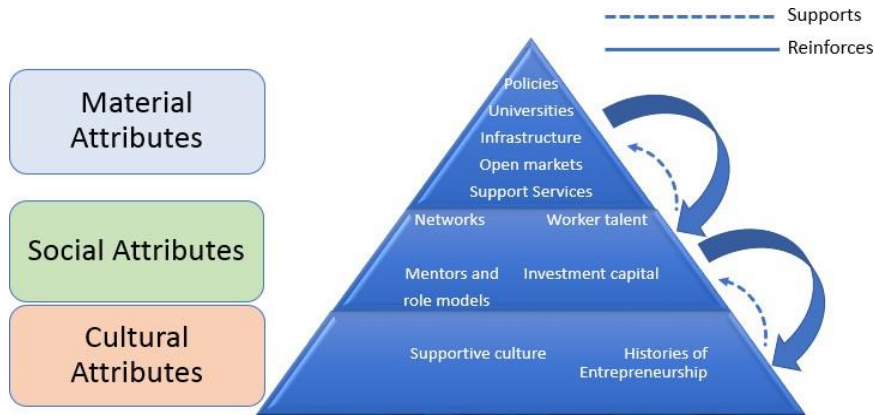 Supports
Reinforces
Material
Attributes
Policies
Universities
Infrastructure
Open markets
Support Services
Social Attributes
Networks
Worker talent
Mentors and
role models
Investment capital
Cultural
Attributes
Supportive culture
Histories of
Entrepreneurship